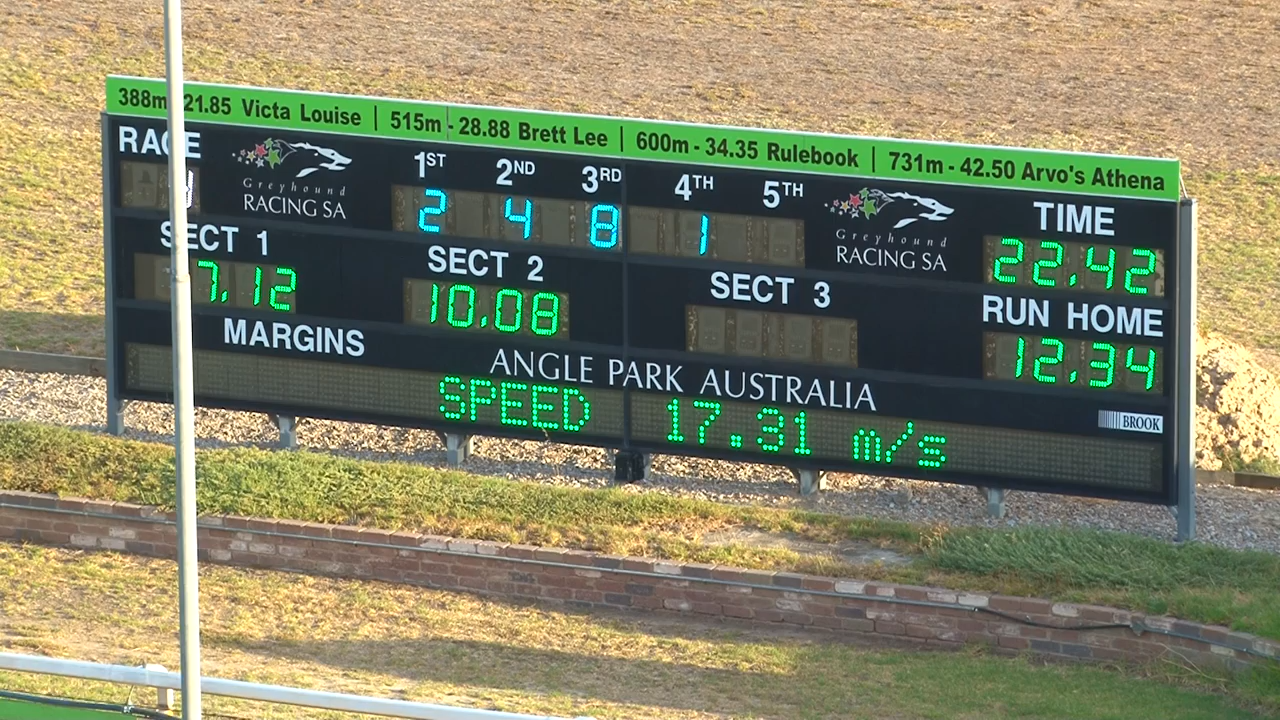 388m 21.85 Victa Louise | 515m - 28.88 Brett Lee | 600m - 34.35 Rulebook | 731m - 42.50 Arvo's Athena
RACE
Greyhound
RACING SA
1ST 2ND 3RD 4TH 5TH
2 4 8 1
Greyhound
RACING SA
TIME
22.42
SECT 1
7.12
SECT 2
10.08
SECT 3
RUN HOME
12.34
MARGINS
ANGLE PARK AUSTRALIA
BROOK
SPEED 17.31 m/s